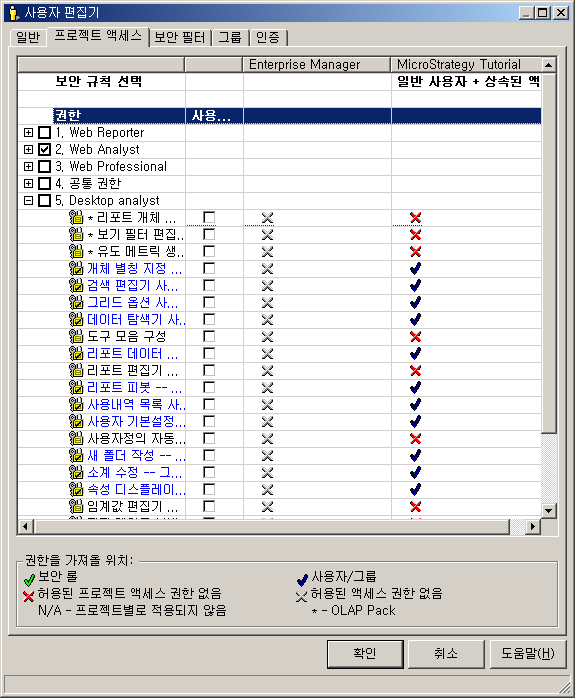 사용자 편집기
일반 프로젝트 액세스 보안 필터 그룹 인증
Enterprise Manager MicroStrategy Tutorial
보안 규칙 선택 일반 사용자 + 상속된 액
권한 사용...
1. Web Reporter
2. Web Analyst
3. Web Professional
4. 공통 권한
5. Desktop analyst
* 리포트 개체 ...
* 보기 필터 편집..
* 유도 메트릭 생..
개체 별칭 지정 ...
검색 편집기 사..
그리드 옵션 사..
데이터 탐색기 사..
도구 모음 구성
리포트 데이터 ...
리포트 편집기 ...
리포트 피봇 -- ...
사용내역 목록 사..
사용자 기본설정..
사용자정의 자동..
새 폴더 작성 -- ...
소계 수정 -- 그...
속성 디스플레이...
임계값 편집기 ...
권한을 가져올 위치:
보안 롤 사용자/그룹
허용된 프로젝트 액세스 권한 없음 허용된 액세스 권한 없음
N/A - 프로젝트별로 적용되지 않음 * - OLAP Pack
확인 취소 도움말(H)